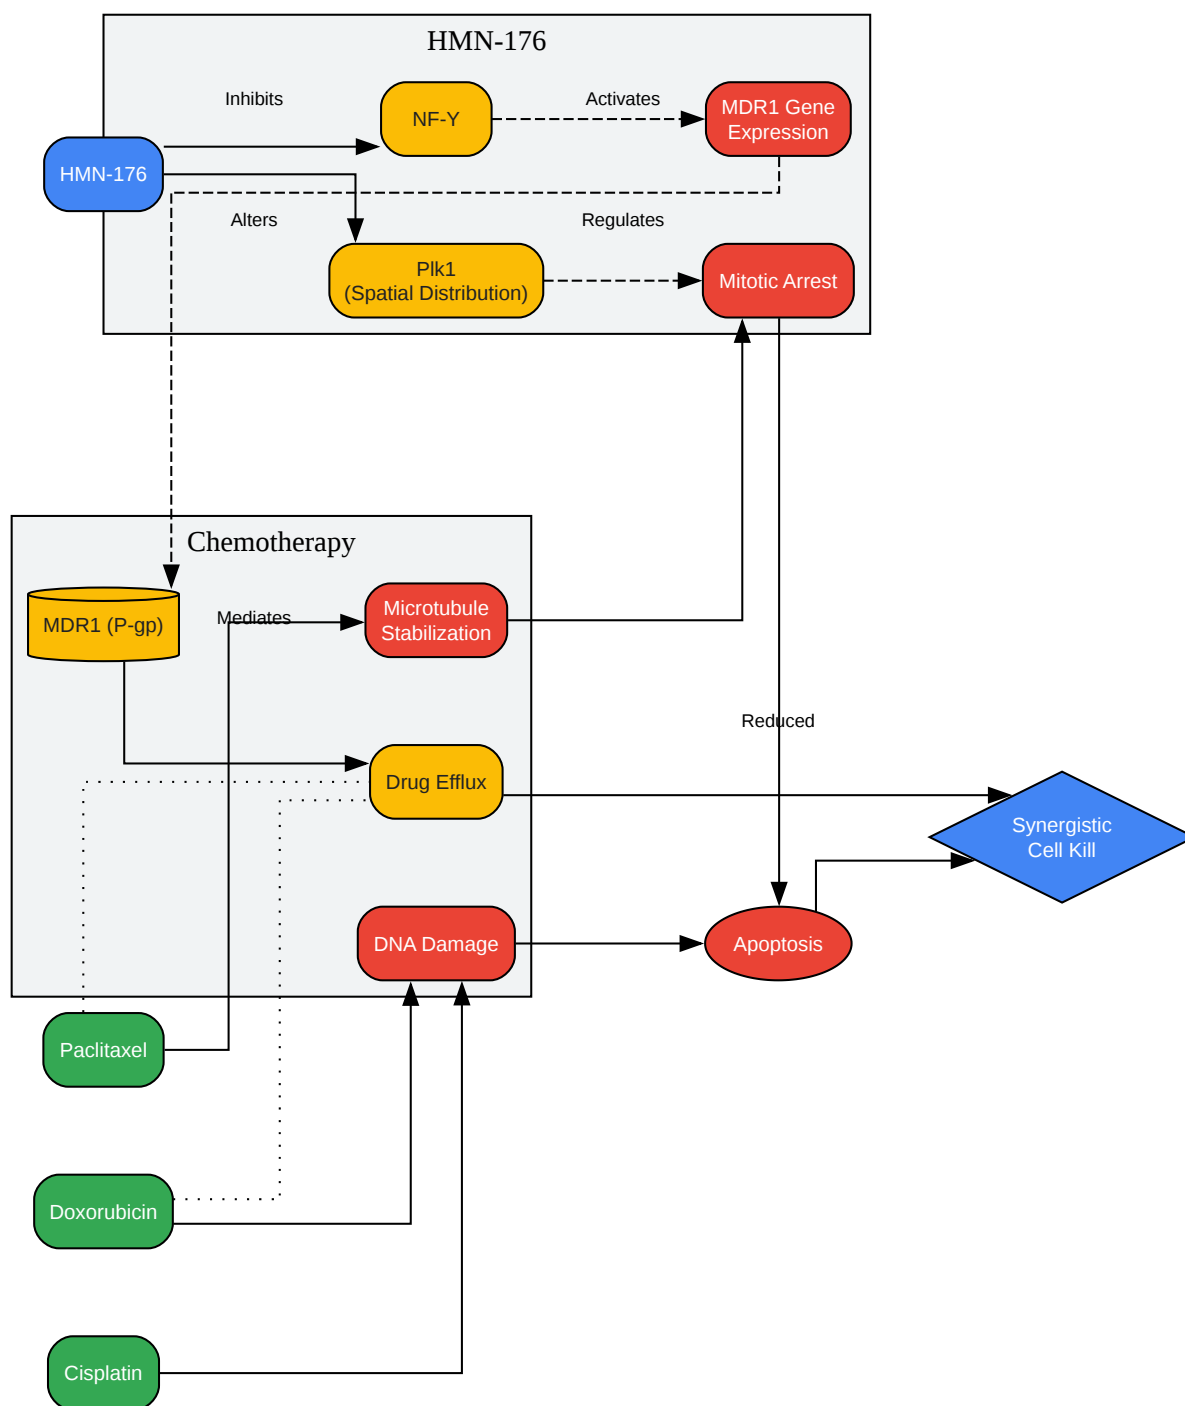 HMN-176
Inhibits
NF-Y
Activates
MDR1 Gene
Expression
HMN-176
Alters
Regulates
Plk1
(Spatial Distribution)
Mitotic Arrest
Chemotherapy
MDR1 (P-gp)
Mediates
Microtubule
Stabilization
Reduced
Drug Efflux
Synergistic
Cell Kill
DNA Damage
Apoptosis
Paclitaxel
Doxorubicin
Cisplatin